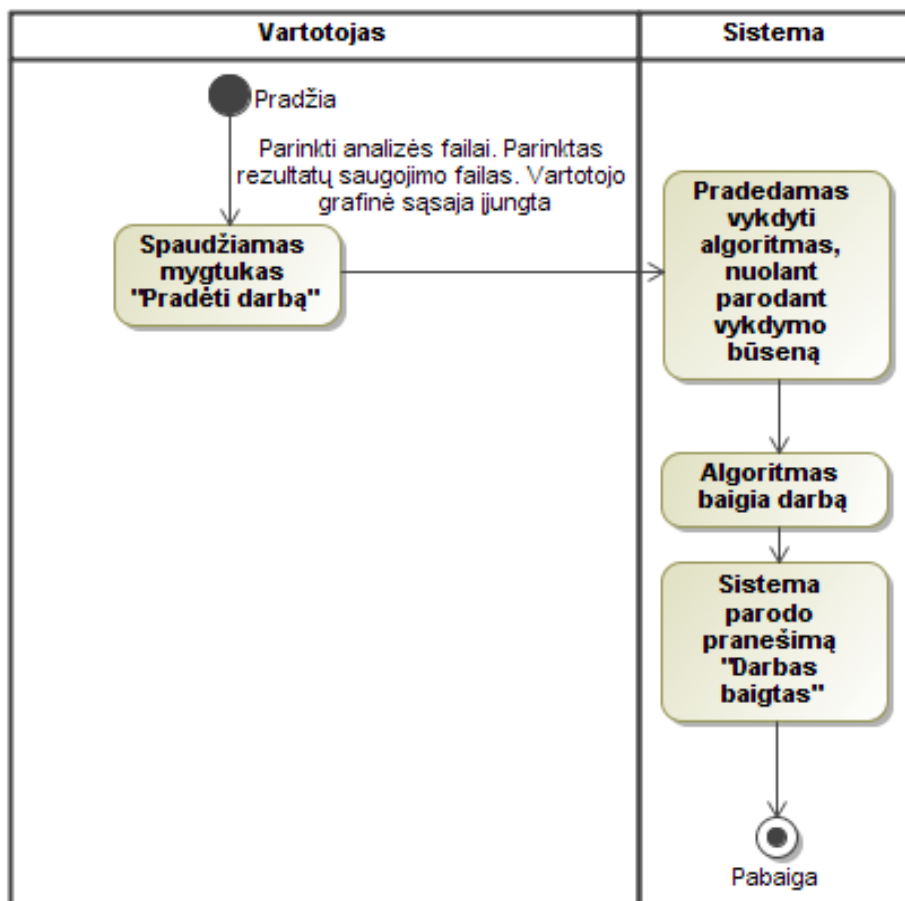 Vartotojas
Sistema
Pradžia
Parinkti analizės failai. Parinktas
rezultatų saugojimo failas. Vartotojo
grafinė sąsaja įjungta
Spaudžiamas
mygtukas
"Pradėti darbą"
Pradedamas
vykdyti
algoritmas,
nuolant
parodant
vykdymo
būseną
Algoritmas
baigia darbą
Sistema
parodo
pranešimą
"Darbas
baigtas"
Pabaiga